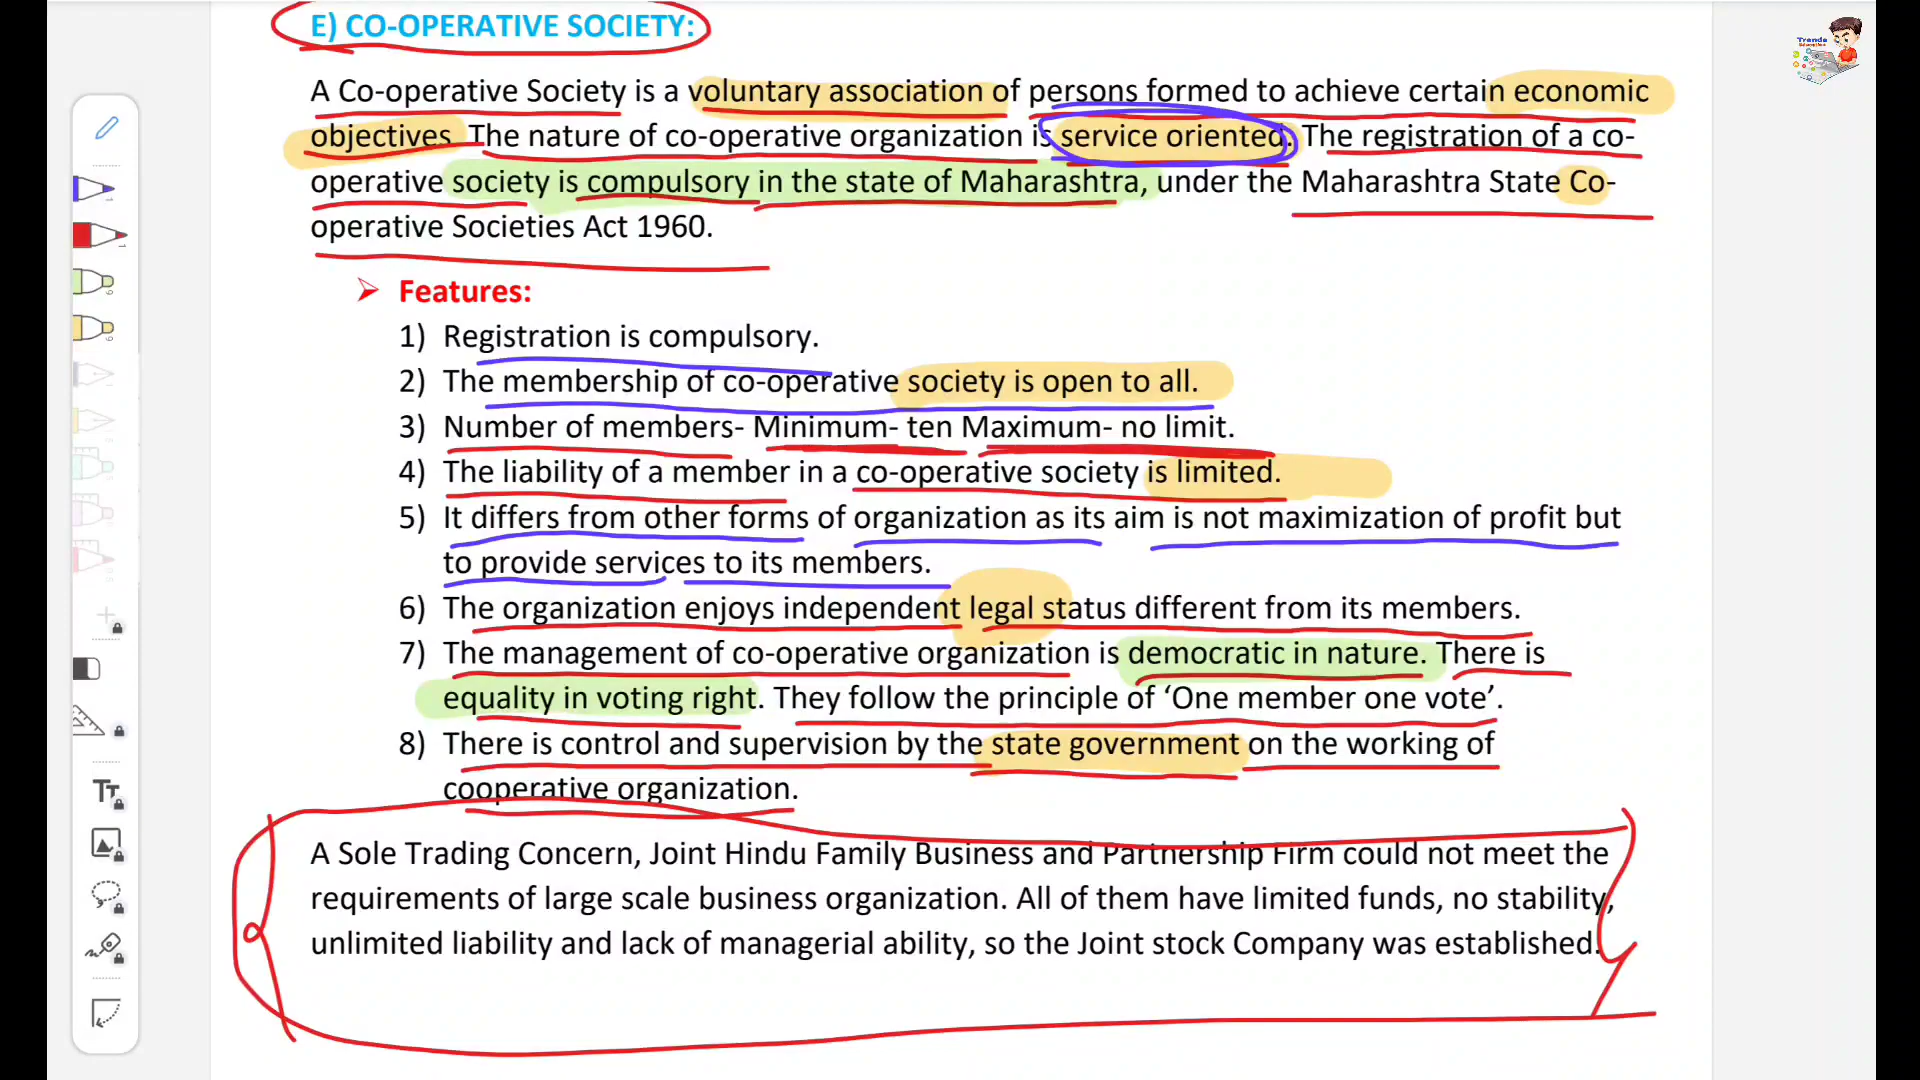 E) CO-OPERATIVE SOCIETY:
Trends
Education
A Co-operative Society is a voluntary association of persons formed to achieve certain economic
objectives. The nature of co-operative organization is service oriented. The registration of a co-
operative society is compulsory in the state of Maharashtra, under the Maharashtra State Co-
operative Societies Act 1960.
Features:
1) Registration is compulsory.
2) The membership of co-operative society is open to all.
3) Number of members- Minimum- ten Maximum- no limit.
4) The liability of a member in a co-operative society is limited.
5) It differs from other forms of organization as its aim is not maximization of profit but
to provide services to its members.
6) The organization enjoys independent legal status different from its members.
7) The management of co-operative organization is democratic in nature. There is
equality in voting right. They follow the principle of ‘One member one vote’.
8) There is control and supervision by the state government on the working of
cooperative organization.
A Sole Trading Concern, Joint Hindu Family Business and Partnership Firm could not meet the
requirements of large scale business organization. All of them have limited funds, no stability,
unlimited liability and lack of managerial ability, so the Joint stock Company was established.